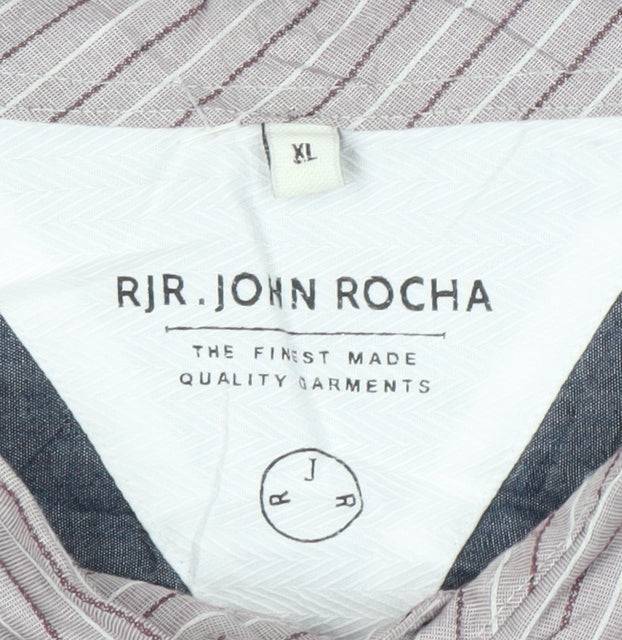 XL
RJR.JOHN ROCHA
THE FINEST MADE
QUALITY GARMENTS
J
R R